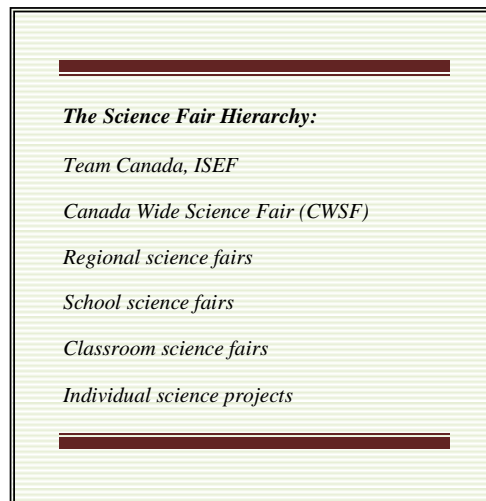 The Science Fair Hierarchy:
Team Canada, ISEF
Canada Wide Science Fair (CWSF)
Regional science fairs
School science fairs
Classroom science fairs
Individual science projects